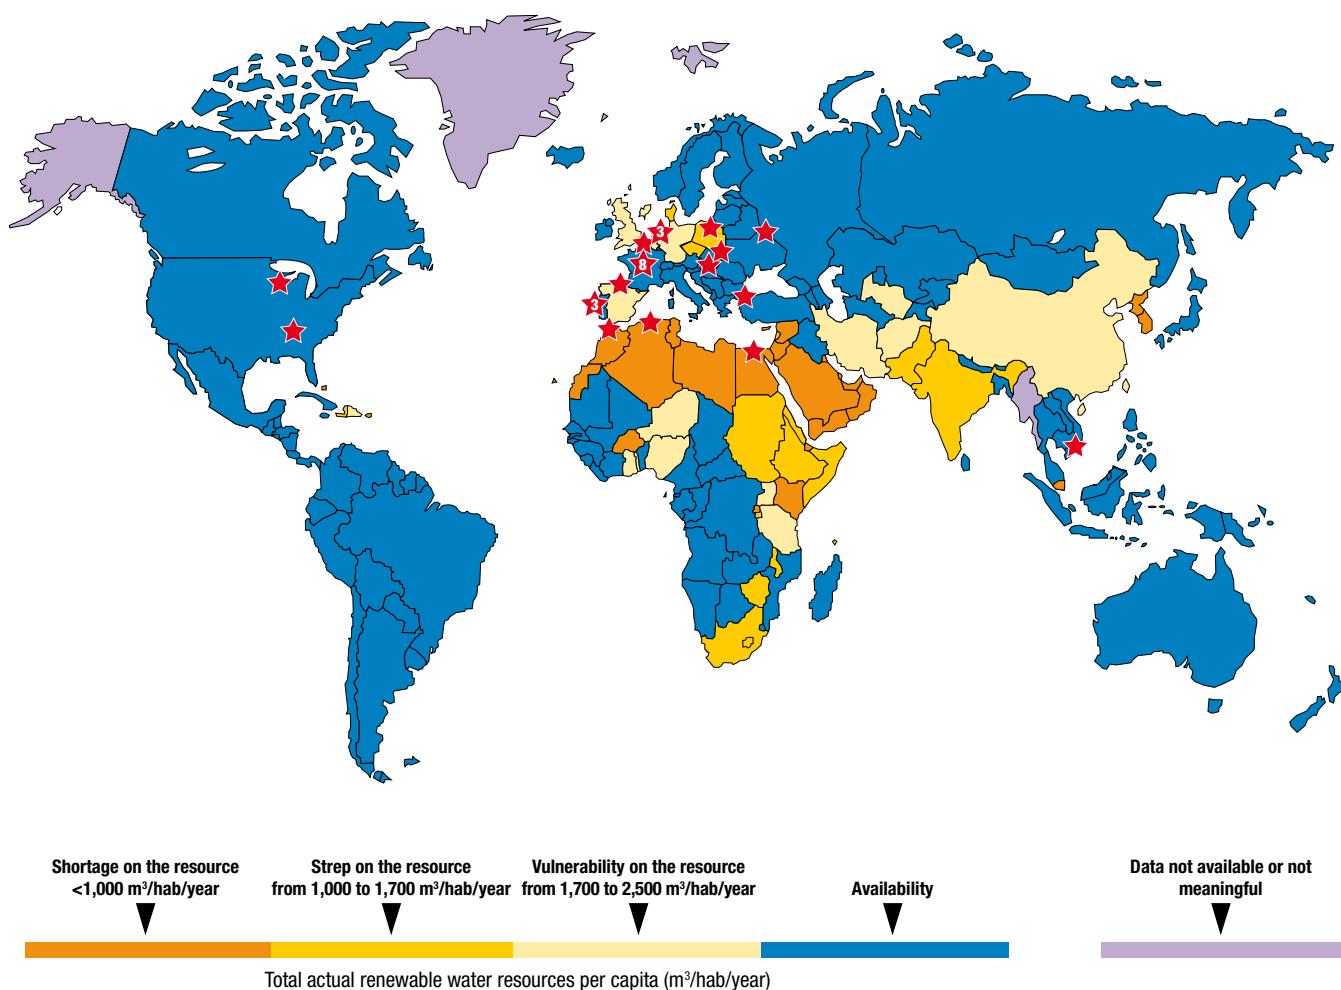 3
8
3
Shortage on the resource
<1,000 m³/hab/year
Strep on the resource
from 1,000 to 1,700 m³/hab/year
Vulnerability on the resource
from 1,700 to 2,500 m³/hab/year
Availability
Data not available or not
meaningful
Total actual renewable water resources per capita (m³/hab/year)